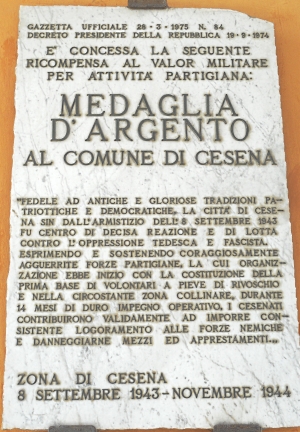 GAZZETTA UFFICIALE 28-3-1975 N. 84
DECRETO PRESIDENTE DELLA REPUBBLICA 19-9-1974
E' CONCESSA LA SEGUENTE
RICOMPENSA AL VALOR MILITARE
PER ATTIVITA' PARTIGIANA:
MEDAGLIA
D'ARGENTO
AL COMUNE DI CESENA
"FEDELE AD ANTICHE E GLORIOSE TRADIZIONI PA-
TRIOTTICHE E DEMOCRATICHE, LA CITTA' DI CESE-
NA SIN DALL'ARMISTIZIO DELL' 8 SETTEMBRE 1943
FU CENTRO DI DECISA REAZIONE E DI LOTTA
CONTRO L'OPPRESSIONE TEDESCA E FASCISTA.
ESPRIMENDO E SOSTENENDO CORAGGIOSAMENTE
AGGUERRITE FORZE PARTIGIANE, LA CUI ORGANIZ-
ZAZIONE EBBE INIZIO CON LA COSTITUZIONE DELLA
PRIMA BASE DI VOLONTARI A PIEVE DI RIVOSCHIO
E NELLA CIRCOSTANTE ZONA COLLINARE, DURANTE
14 MESI DI DURO IMPEGNO OPERATIVO, I CESENATI
CONTRIBUIRONO VALIDAMENTE AD IMPORRE CON-
SISTENTE LOGORAMENTO ALLE FORZE NEMICHE
E DANNEGGIARNE MEZZI ED APPRESTAMENTI...
ZONA DI CESENA
8 SETTEMBRE 1943-NOVEMBRE 1944